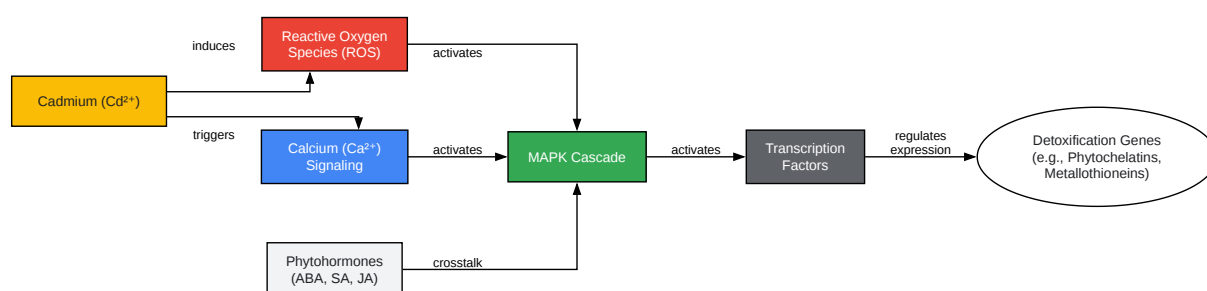 induces
Reactive Oxygen
Species (ROS)
activates
Cadmium (Cd²⁺)
triggers
Calcium (Ca²⁺)
Signaling
activates
MAPK Cascade
activates
Transcription
Factors
regulates
expression
Detoxification Genes
(e.g., Phytochelatins,
Metallothioneins)
Phytohormones
(ABA, SA, JA)
crosstalk